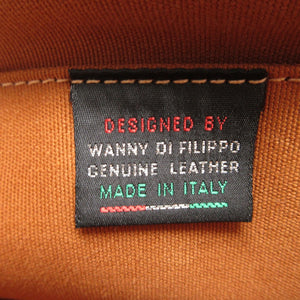 DESIGNED BY
WANNY DI FILIPPO
GENUINE LEATHER
MADE IN ITALY